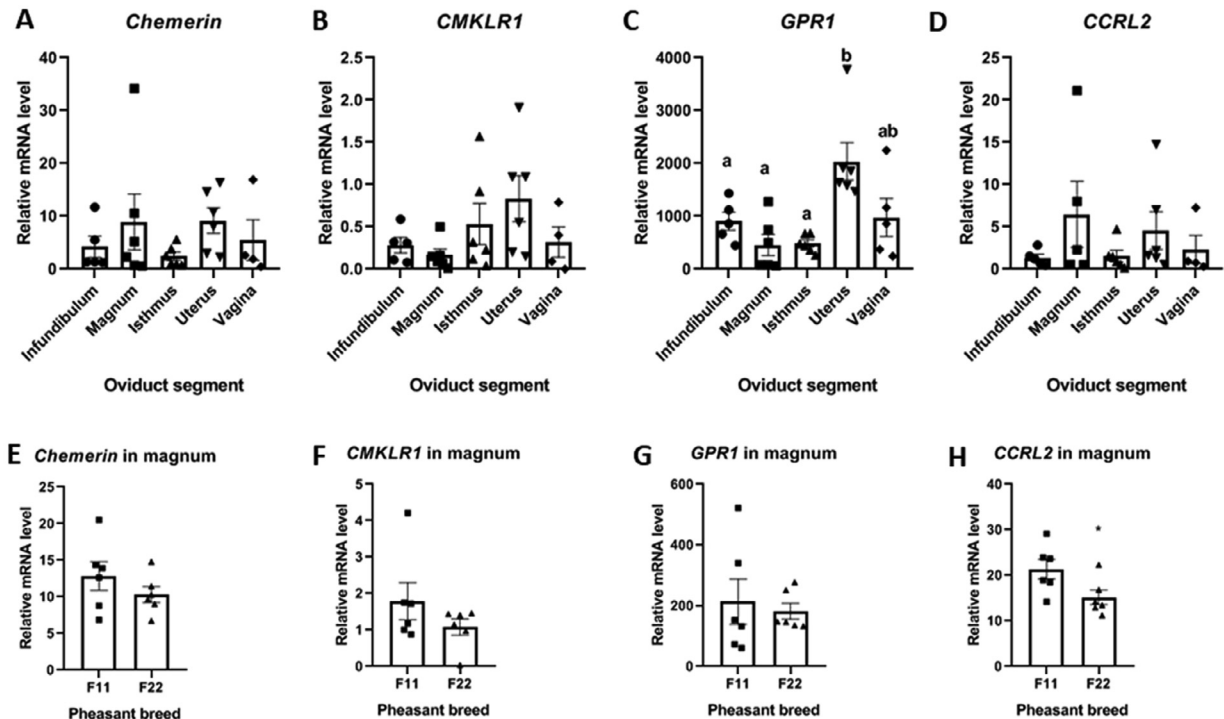 A Chemerin
Relative mRNA level
40
30
20
10
0
Infundibulum
Magnum
Isthmus
Uterus
Vagina
Oviduct segment
B CMKLR1
Relative mRNA level
2.5
2.0
1.5
1.0
0.5
0.0
Infundibulum
Magnum
Isthmus
Uterus
Vagina
Oviduct segment
C GPR1
Relative mRNA level
4000
3000
2000
1000
0
a
a
a
b
ab
Infundibulum
Magnum
Isthmus
Uterus
Vagina
Oviduct segment
D CCRL2
Relative mRNA level
25
20
15
10
5
0
Infundibulum
Magnum
Isthmus
Uterus
Vagina
Oviduct segment
E Chemerin in magnum
Relative mRNA level
25
20
15
10
5
0
F11 F22
Pheasant breed
F CMKLR1 in magnum
Relative mRNA level
5
4
3
2
1
0
F11 F22
Pheasant breed
G GPR1 in magnum
Relative mRNA level
600
400
200
0
F11 F22
Pheasant breed
H CCRL2 in magnum
Relative mRNA level
40
30
20
10
0
*
F11 F22
Pheasant breed